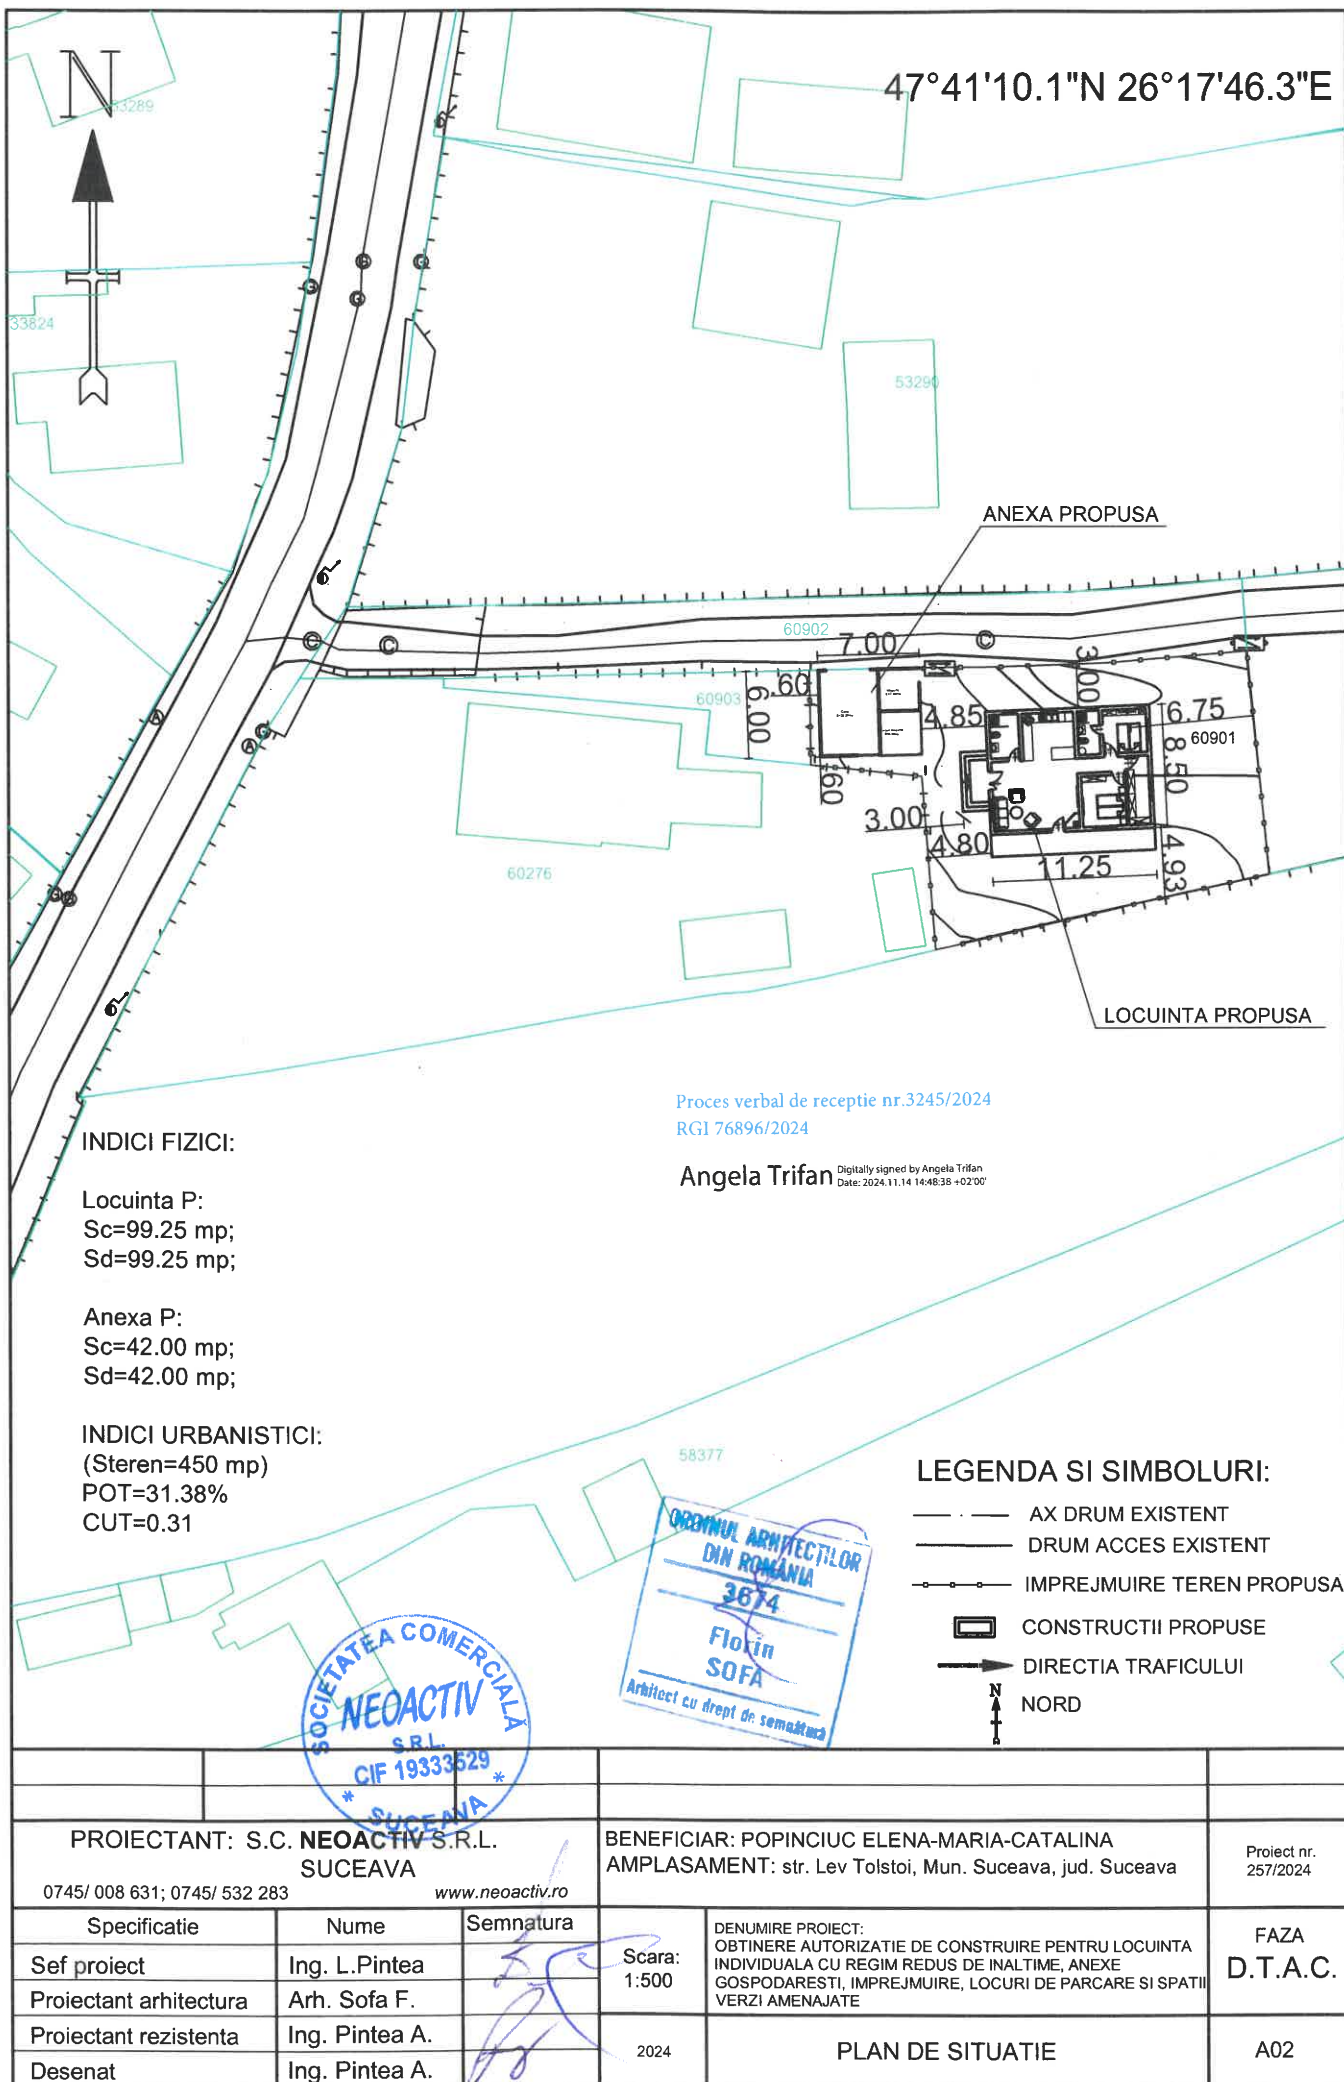 N
47°41'10.1"N 26°17'46.3"E
53289
33824
53290
ANEXA PROPUSA
60902
7.00
C
C
C
60903
.60
6.00
3.00
4.85
6.75
60901
8.50
.60
3.00
4.80
11.25
4.93
60276
A
A
G
G
LOCUINTA PROPUSA
Proces verbal de receptie nr.3245/2024
RGI 76896/2024
Angela Trifan
Digitally signed by Angela Trifan
Date: 2024.11.14 14:48:38 +02'00'
INDICI FIZICI:
Locuinta P:
Sc=99.25 mp;
Sd=99.25 mp;
Anexa P:
Sc=42.00 mp;
Sd=42.00 mp;
INDICI URBANISTICI:
(Steren=450 mp)
POT=31.38%
CUT=0.31
58377
LEGENDA SI SIMBOLURI:
AX DRUM EXISTENT
DRUM ACCES EXISTENT
IMPREJMUIRE TEREN PROPUSA
CONSTRUCTII PROPUSE
DIRECTIA TRAFICULUI
N
NORD
ORDINUL ARHITECȚILOR
DIN ROMÂNIA
3674
Florin
SOFA
Arhitect cu drept de semnătură
SOCIETATEA COMERCIALĂ
NEOACTIV
S.R.L.
CIF 19333529
* SUCEAVA *
PROIECTANT: S.C. NEOACTIV S.R.L.
SUCEAVA
0745/ 008 631; 0745/ 532 283
www.neoactiv.ro
BENEFICIAR: POPINCIUC ELENA-MARIA-CATALINA
AMPLASAMENT: str. Lev Tolstoi, Mun. Suceava, jud. Suceava
Proiect nr.
257/2024
Specificatie Nume Semnatura
Sef proiect Ing. L.Pintea
Proiectant arhitectura Arh. Sofa F.
Proiectant rezistenta Ing. Pintea A.
Desenat Ing. Pintea A.
Scara:
1:500
2024
DENUMIRE PROIECT:
OBTINERE AUTORIZATIE DE CONSTRUIRE PENTRU LOCUINTA
INDIVIDUALA CU REGIM REDUS DE INALTIME, ANEXE
GOSPODARESTI, IMPREJMUIRE, LOCURI DE PARCARE SI SPATII
VERZI AMENAJATE
PLAN DE SITUATIE
FAZA
D.T.A.C.
A02